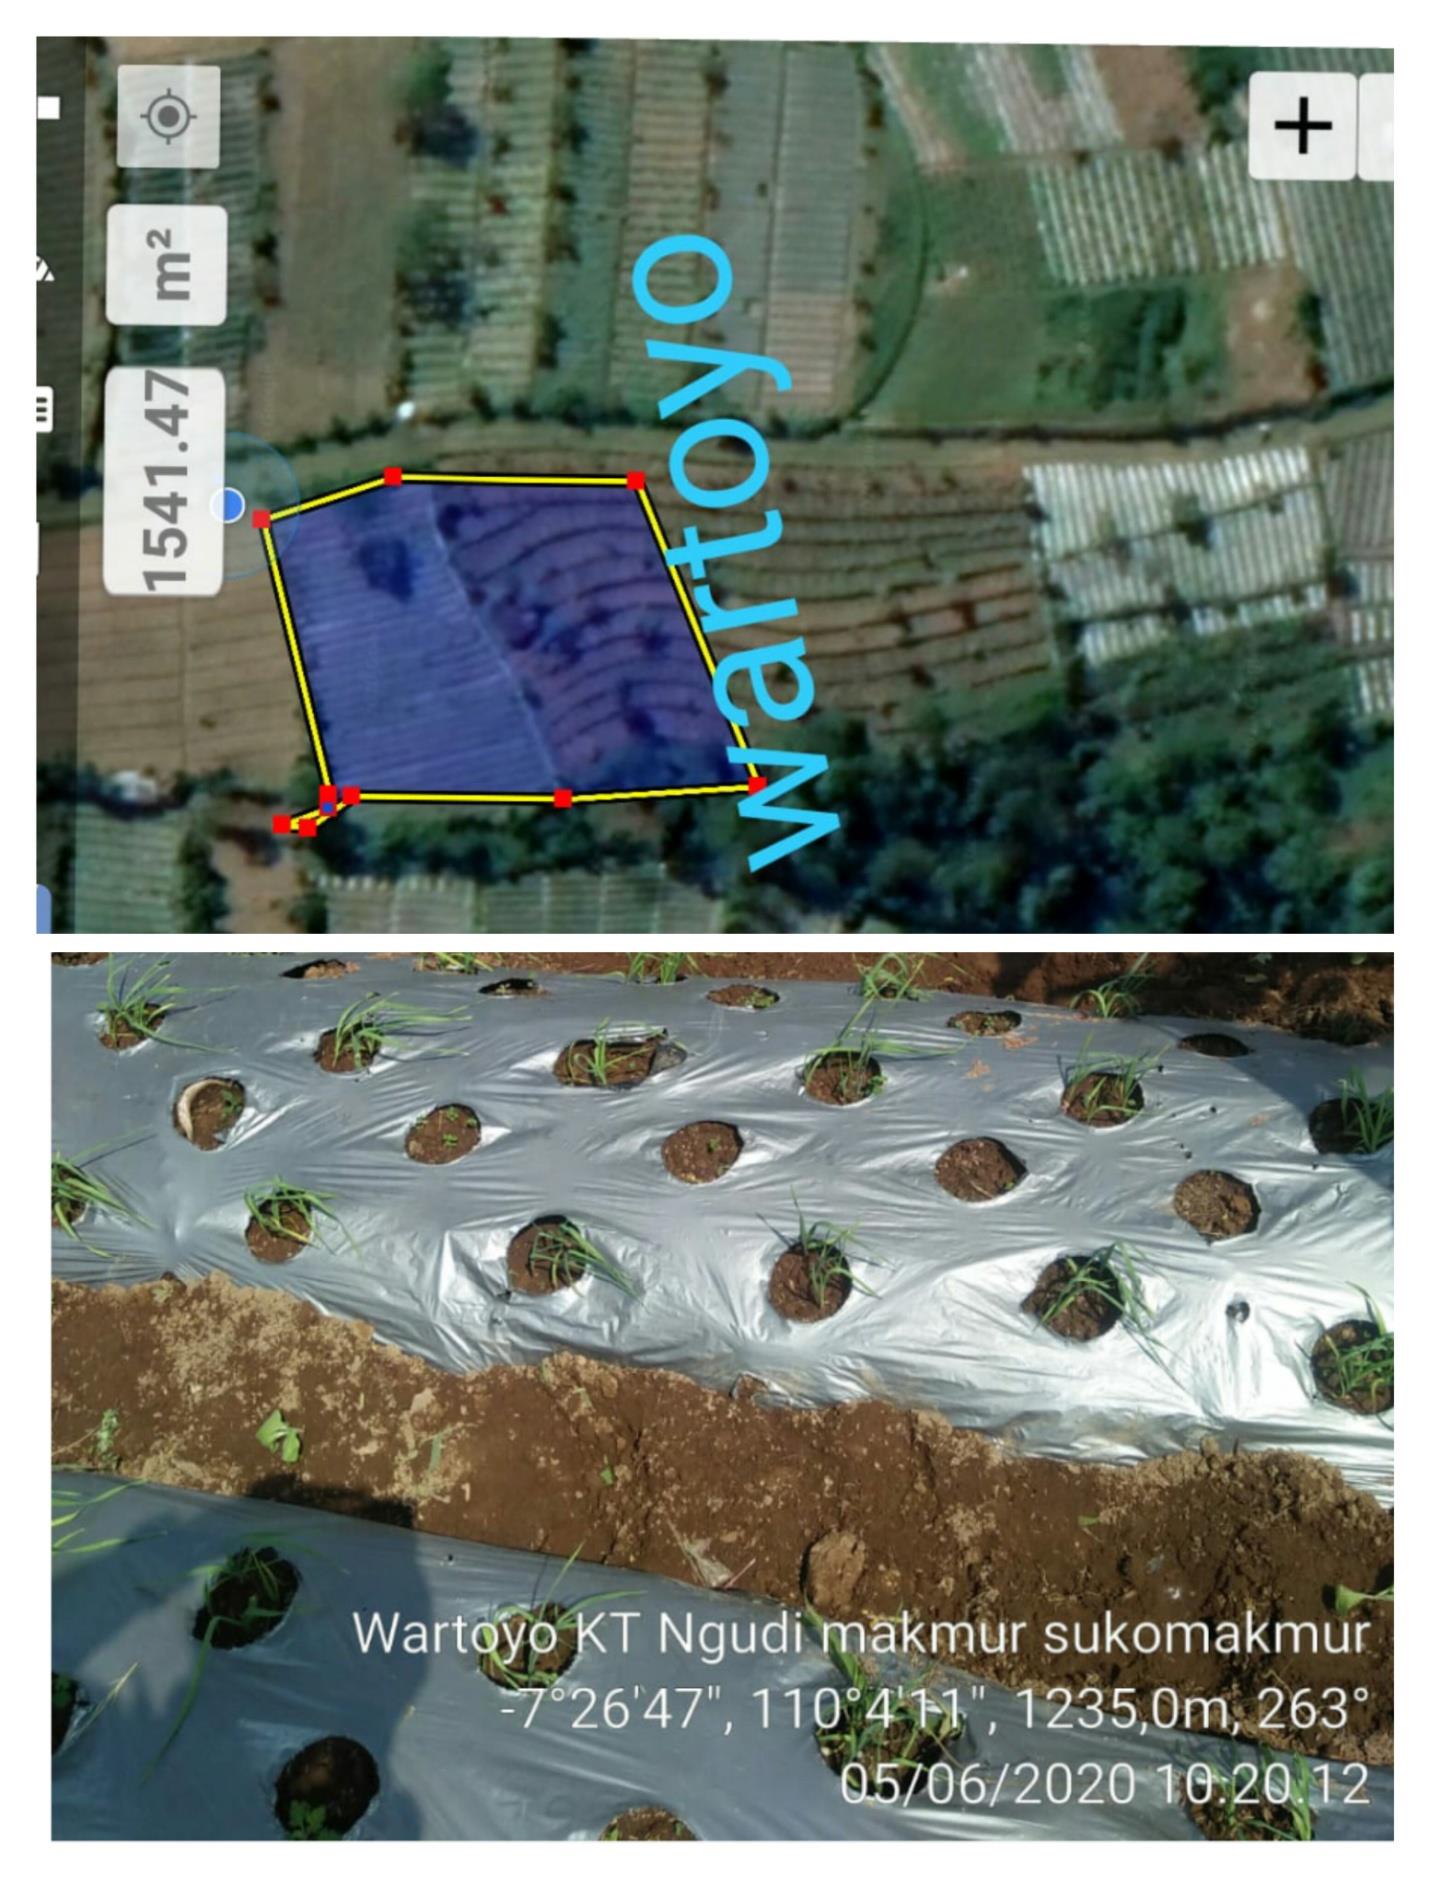 m²
1541.47
wartoyo
Wartoyo KT Ngudi makmur sukomakmur
-7°26'47", 110°4'11", 1235,0m, 263°
05/06/2020 10.20.12